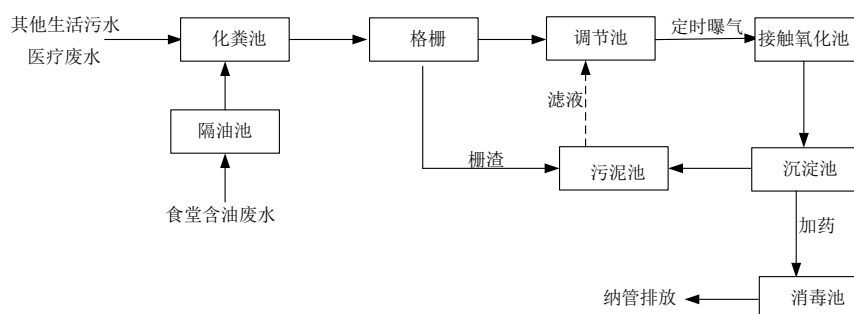 其他生活污水
医疗废水
化粪池
格栅
调节池
定时曝气
接触氧化池
隔油池
滤液
栅渣
污泥池
沉淀池
食堂含油废水
加药
纳管排放
消毒池